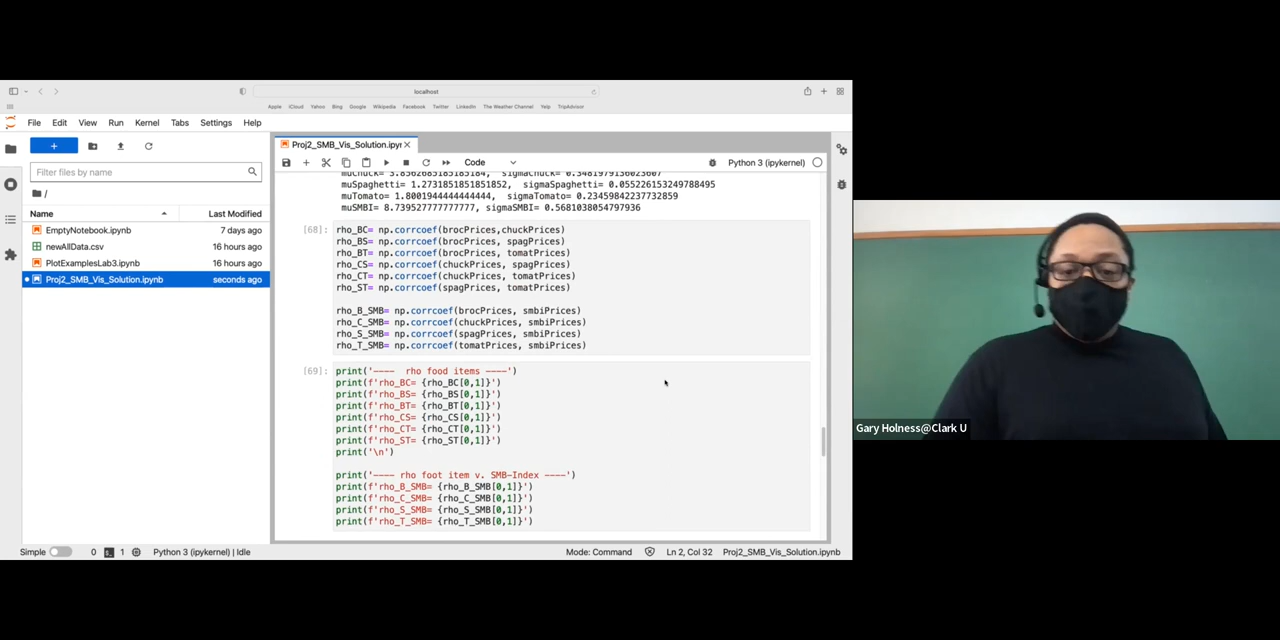 localhost
Apple iCloud Yahoo Bing Google Wikipedia Facebook Twitter LinkedIn The Weather Channel Yelp TripAdvisor
File Edit View Run Kernel Tabs Settings Help
Proj2_SMB_Vis_Solution.ipyn
Code
Python 3 (ipykernel)
Filter files by name
/
Name Last Modified
EmptyNotebook.ipynb 7 days ago
newAllData.csv 16 hours ago
PlotExamplesLab3.ipynb 16 hours ago
Proj2_SMB_Vis_Solution.ipynb seconds ago
muSpaghetti= 1.2731851851851852, sigmaSpaghetti= 0.055226153249788495
muTomato= 1.8001944444444444, sigmaTomato= 0.23459842237732859
muSMBI= 8.739527777777777, sigmaSMBI= 0.5681038054797936
[68]:
rho_BC= np.corrcoef(brocPrices,chuckPrices)
rho_BS= np.corrcoef(brocPrices, spagPrices)
rho_BT= np.corrcoef(brocPrices, tomatPrices)
rho_CS= np.corrcoef(chuckPrices, spagPrices)
rho_CT= np.corrcoef(chuckPrices, tomatPrices)
rho_ST= np.corrcoef(spagPrices, tomatPrices)
rho_B_SMB= np.corrcoef(brocPrices, smbiPrices)
rho_C_SMB= np.corrcoef(chuckPrices, smbiPrices)
rho_S_SMB= np.corrcoef(spagPrices, smbiPrices)
rho_T_SMB= np.corrcoef(tomatPrices, smbiPrices)
[69]:
print('---- rho food items ----')
print(f'rho_BC= {rho_BC[0,1]}')
print(f'rho_BS= {rho_BS[0,1]}')
print(f'rho_BT= {rho_BT[0,1]}')
print(f'rho_CS= {rho_CS[0,1]}')
print(f'rho_CT= {rho_CT[0,1]}')
print(f'rho_ST= {rho_ST[0,1]}')
print('\n')
print('---- rho foot item v. SMB-Index ----')
print(f'rho_B_SMB= {rho_B_SMB[0,1]}')
print(f'rho_C_SMB= {rho_C_SMB[0,1]}')
print(f'rho_S_SMB= {rho_S_SMB[0,1]}')
print(f'rho_T_SMB= {rho_T_SMB[0,1]}')
Simple 0 1 Python 3 (ipykernel) | Idle Mode: Command Ln 2, Col 32 Proj2_SMB_Vis_Solution.ipynb
Gary Holness@Clark U